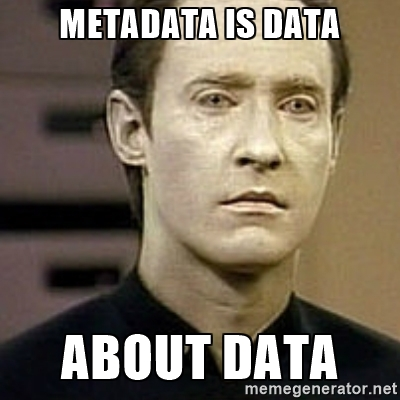 METADATA IS DATA
ABOUT DATA
memegenerator.net